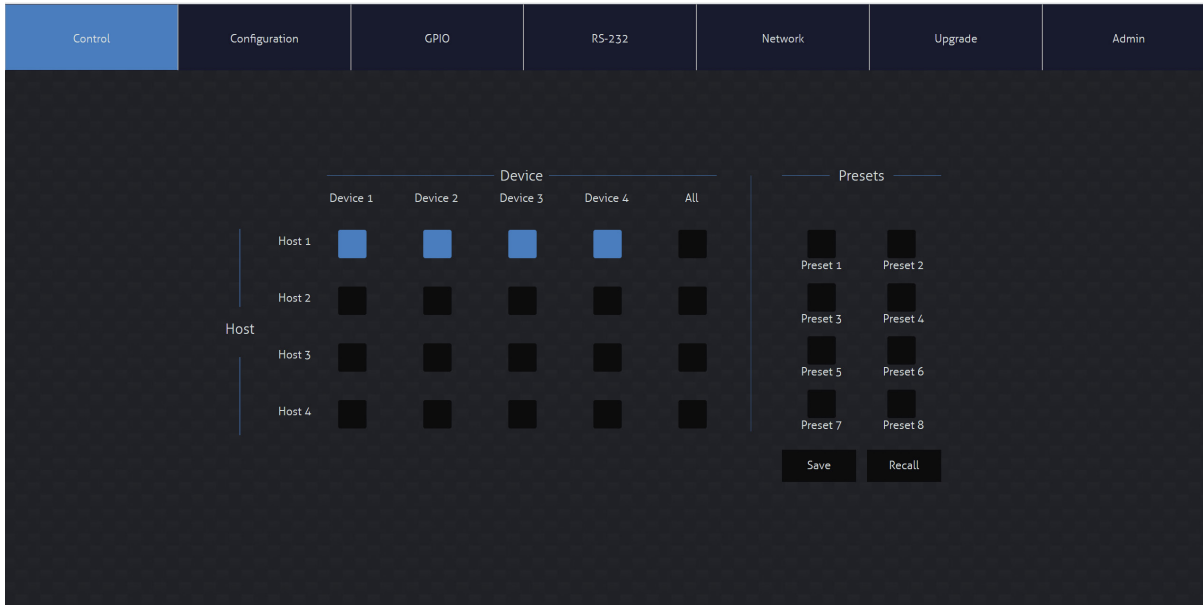 Control Configuration GPIO RS-232 Network Upgrade Admin
Device
Device 1 Device 2 Device 3 Device 4 All
Host
Host 1
Host 2
Host 3
Host 4
Presets
Preset 1 Preset 2
Preset 3 Preset 4
Preset 5 Preset 6
Preset 7 Preset 8
Save Recall